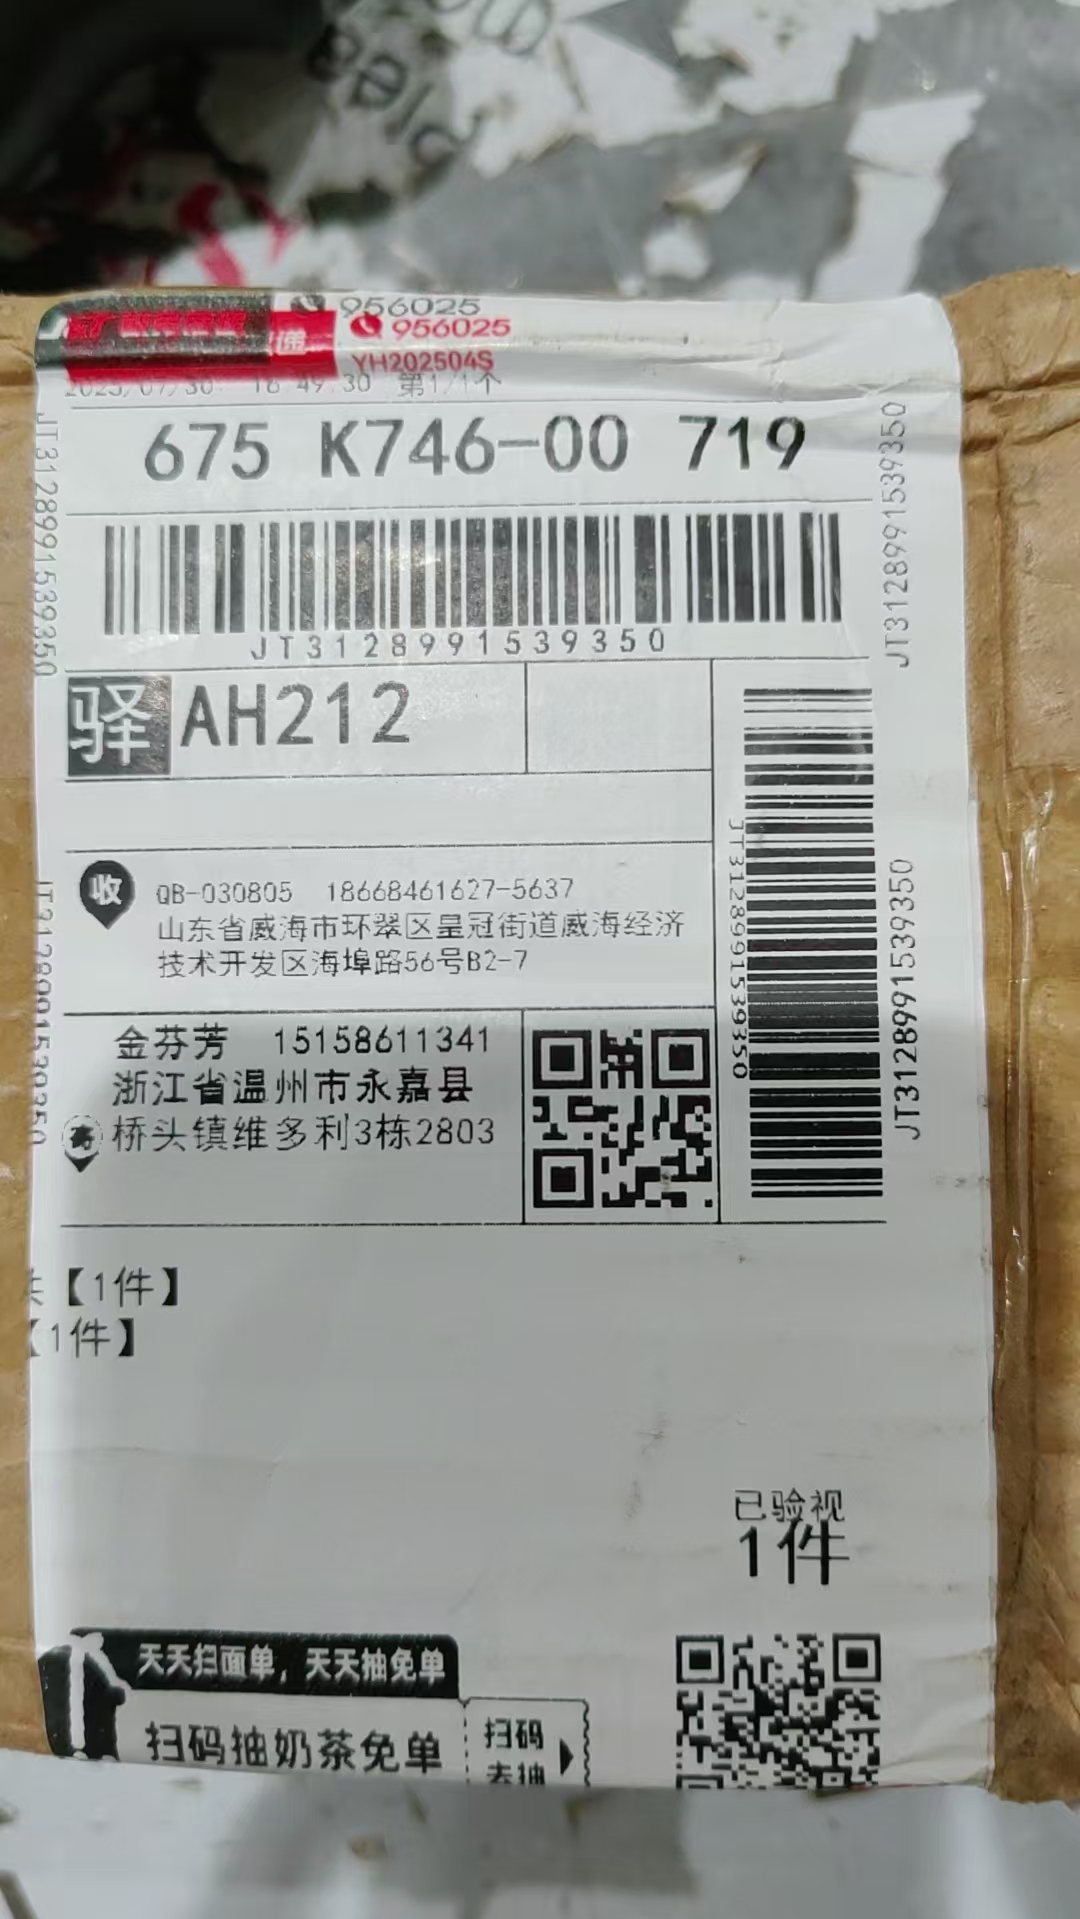 956025
递 956025
YH202504S
2025/07/30 16:49:30 第1/1个
675 K746-00 719
JT3128991539350
JT3128991539350
JT3128991539350
驿 AH212
JT3128991539350
收 QB-030805 18668461627-5637
山东省威海市环翠区皇冠街道威海经济
技术开发区海埠路56号B2-7
JT3128991539350
金芬芳 15158611341
浙江省温州市永嘉县
桥头镇维多利3栋2803
【1件】
【1件】
已验视
1件
天天扫面单，天天抽免单
扫码抽奶茶免单
扫码
去抽